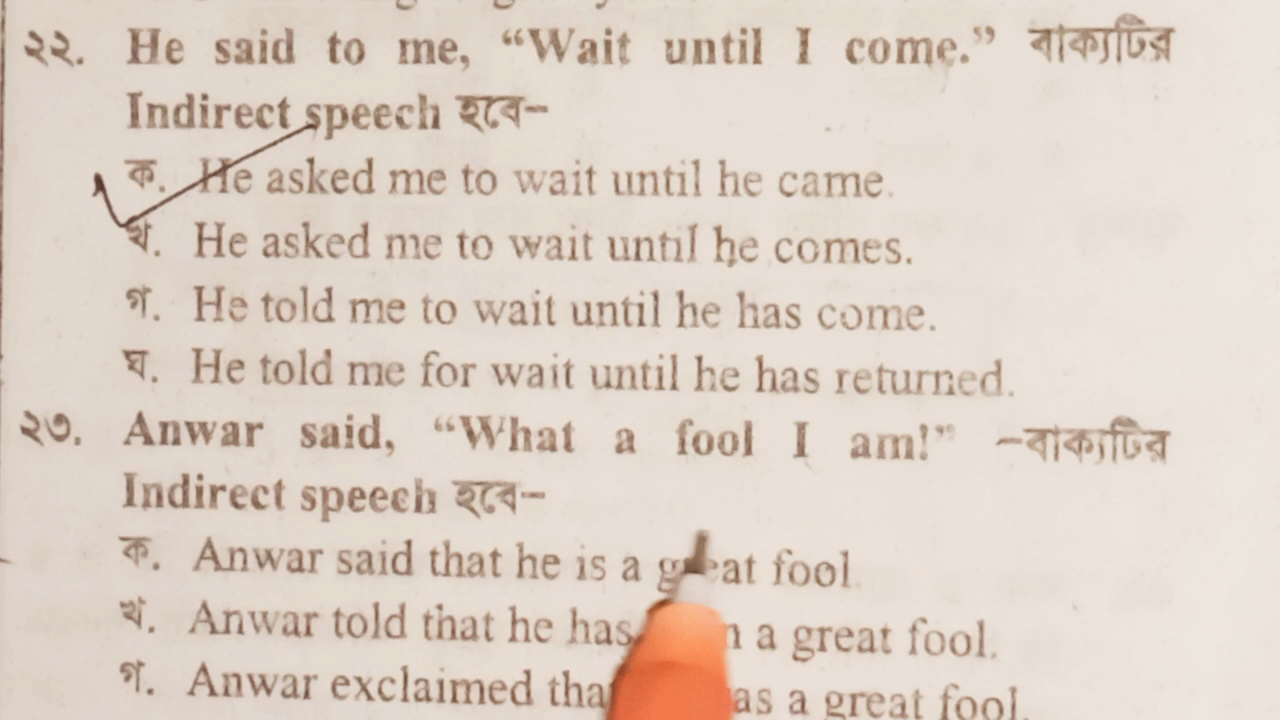 ২২. He said to me, “Wait until I come.” বাক্যটির
Indirect speech হবে–
ক. He asked me to wait until he came.
খ. He asked me to wait until he comes.
গ. He told me to wait until he has come.
ঘ. He told me for wait until he has returned.
২৩. Anwar said, “What a fool I am!” –বাক্যটির
Indirect speech হবে–
ক. Anwar said that he is a great fool.
খ. Anwar told that he has a great fool.
গ. Anwar exclaimed a great fool.